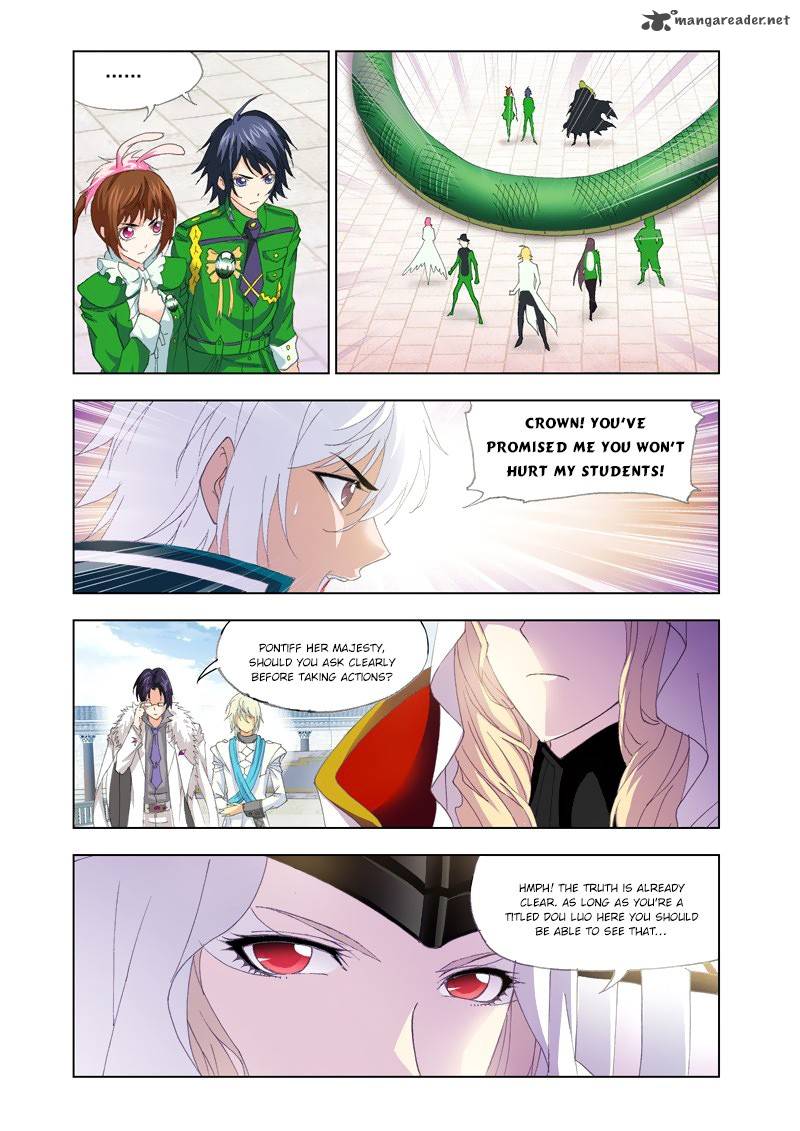 mangareader.net
......
CROWN! YOU'VE
PROMISED ME YOU WON'T
HURT MY STUDENTS!
PONTIFF HER MAJESTY,
SHOULD YOU ASK CLEARLY
BEFORE TAKING ACTIONS?
HMPH! THE TRUTH IS ALREADY
CLEAR. AS LONG AS YOU'RE A
TITLED DOU LUO HERE YOU SHOULD
BE ABLE TO SEE THAT...